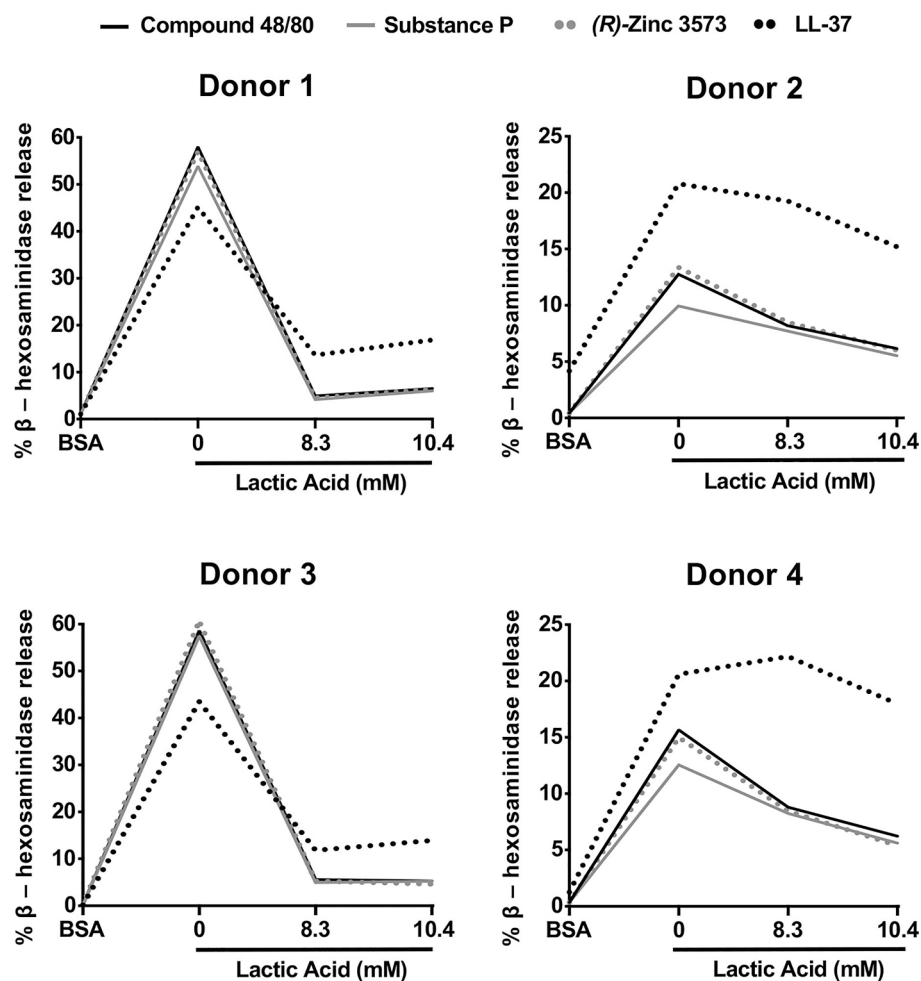 Compound 48/80 Substance P (R)-Zinc 3573 LL-37
Donor 1
% β – hexosaminidase release
60
50
40
30
20
10
0
BSA 0 8.3 10.4
Lactic Acid (mM)
Donor 2
% β – hexosaminidase release
25
20
15
10
5
0
BSA 0 8.3 10.4
Lactic Acid (mM)
Donor 3
% β – hexosaminidase release
60
50
40
30
20
10
0
BSA 0 8.3 10.4
Lactic Acid (mM)
Donor 4
% β – hexosaminidase release
25
20
15
10
5
0
BSA 0 8.3 10.4
Lactic Acid (mM)